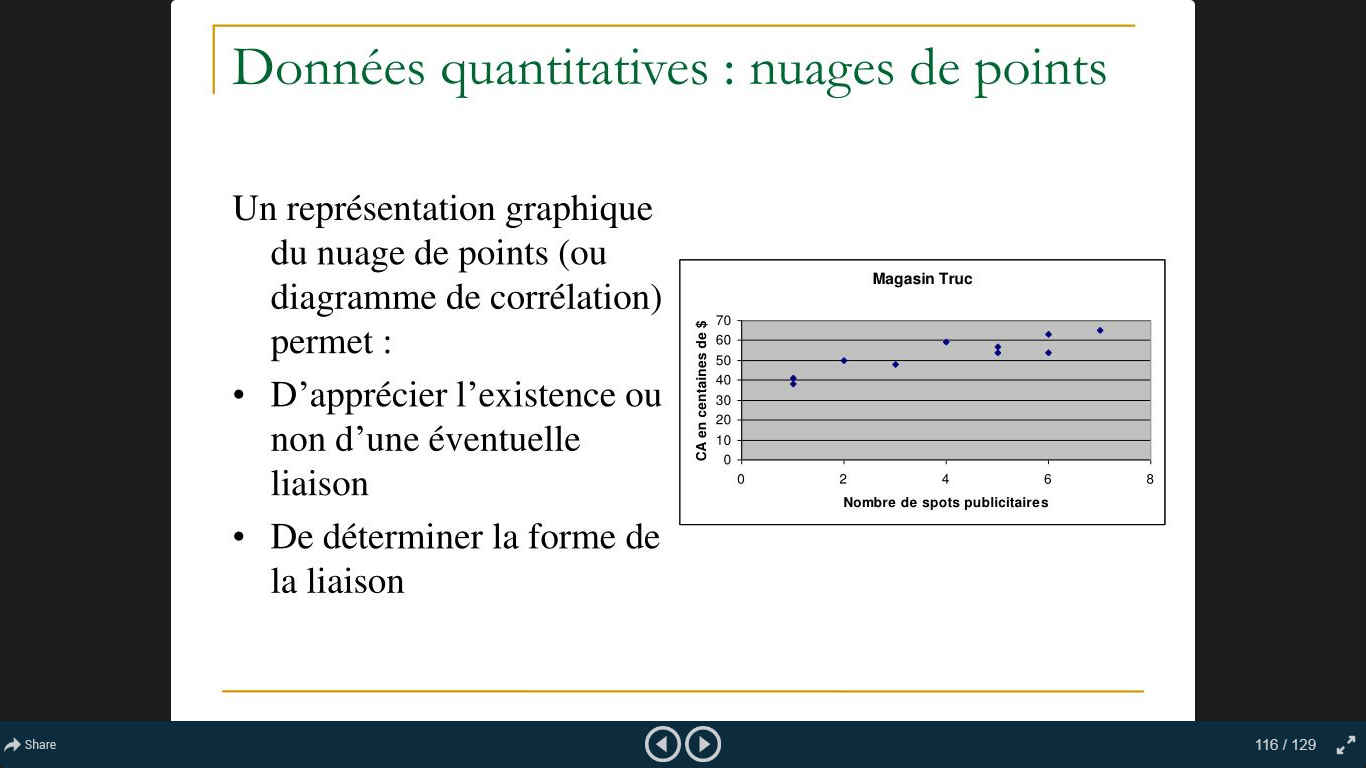 Données quantitatives : nuages de points
Un représentation graphique
du nuage de points (ou
diagramme de corrélation)
permet :
• D’apprécier l’existence ou
non d’une éventuelle
liaison
• De déterminer la forme de
la liaison
Magasin Truc
CA en centaines de $
70
60
50
40
30
20
10
0
0 2 4 6 8
Nombre de spots publicitaires
Share
116 / 129